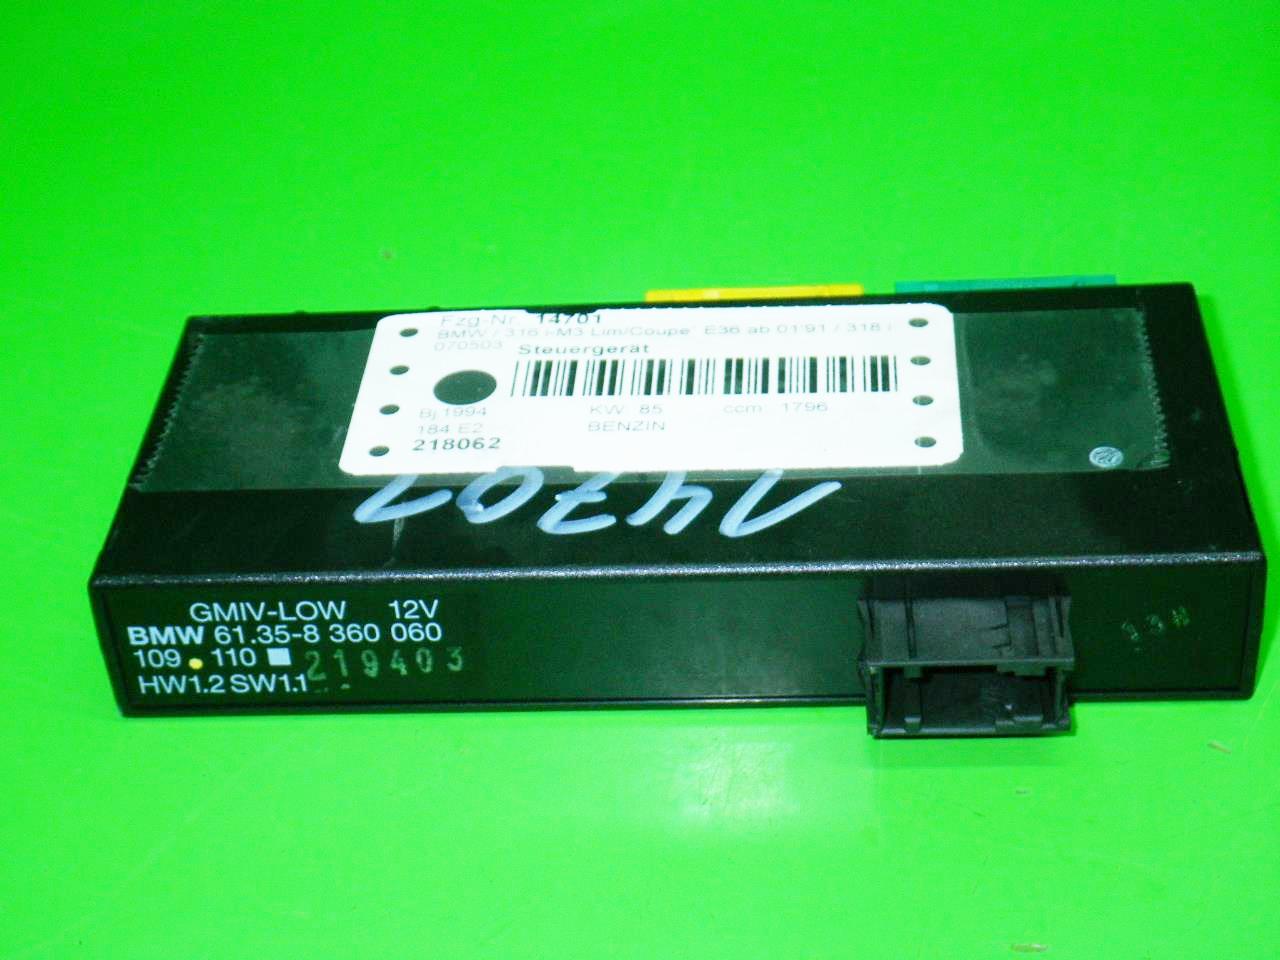 Fzg-Nr. 14701
BMW / 316 i-M3 Lim/Coupe` E36 ab 01'91 / 318 i
070503 Steuergerät
Bj 1994 KW 85 ccm 1796
184 E2 BENZIN
218062
14701
GMIV-LOW 12V
BMW 61.35-8 360 060
109 110 219403
HW1.2 SW1.1